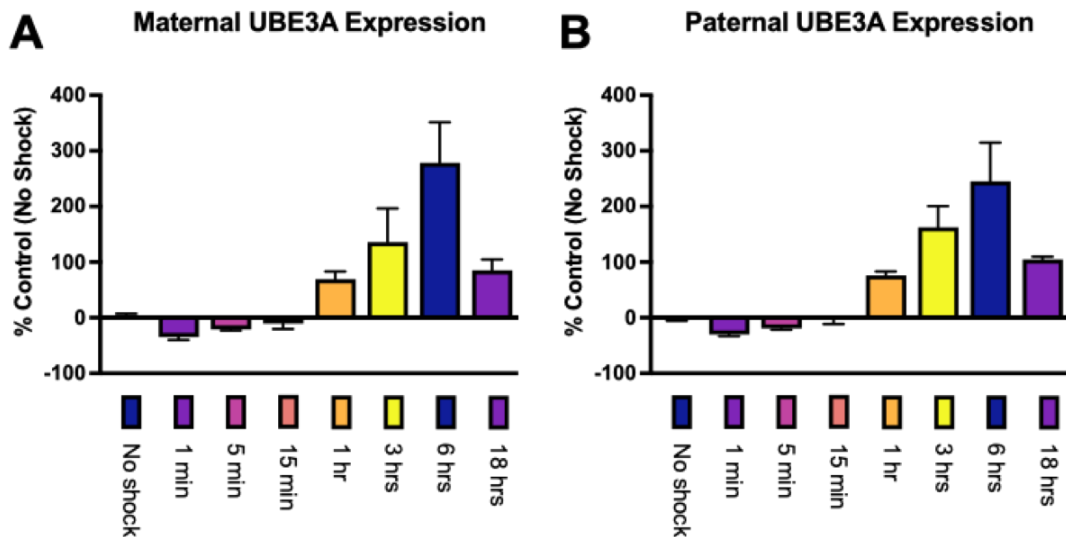 A
Maternal UBE3A Expression
% Control (No Shock)
400
300
200
100
0
-100
No shock
1 min
5 min
15 min
1 hr
3 hrs
6 hrs
18 hrs
B
Paternal UBE3A Expression
% Control (No Shock)
400
300
200
100
0
-100
No shock
1 min
5 min
15 min
1 hr
3 hrs
6 hrs
18 hrs